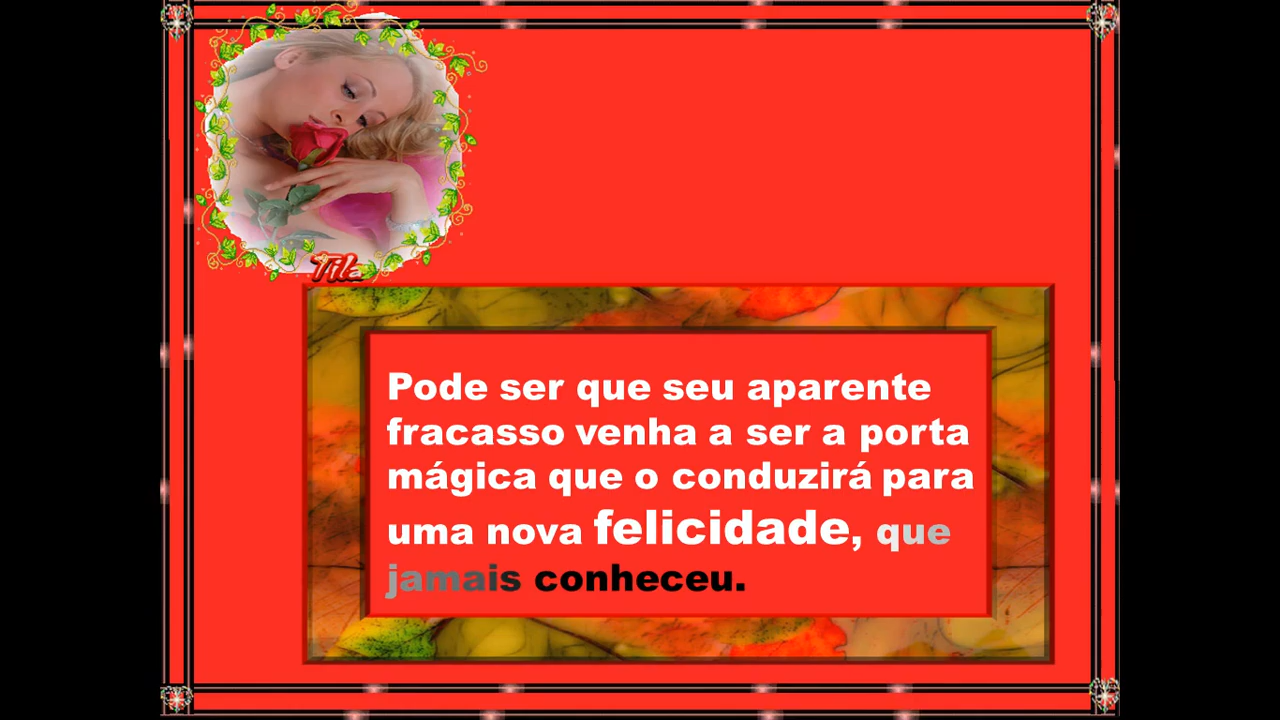 Tila
Pode ser que seu aparente
fracasso venha a ser a porta
mágica que o conduzirá para
uma nova felicidade, que
jamais conheceu.